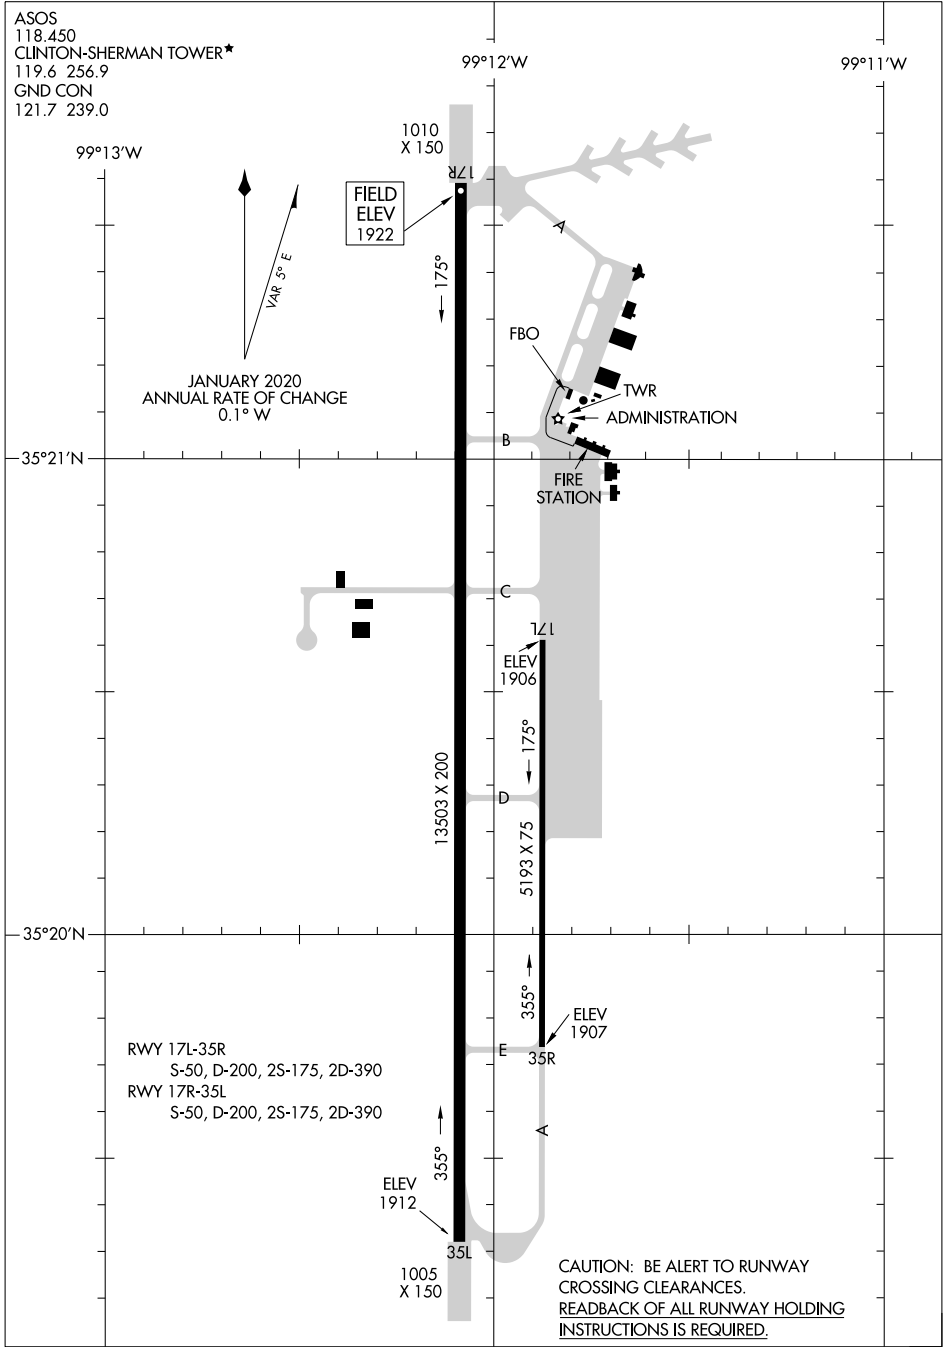 ASOS
118.450
CLINTON-SHERMAN TOWER★
119.6 256.9
GND CON
121.7 239.0
99°13'W
99°12'W
99°11'W
1010
X 150
17R
FIELD
ELEV
1922
175°
A
VAR 5° E
JANUARY 2020
ANNUAL RATE OF CHANGE
0.1° W
FBO
TWR
ADMINISTRATION
B
35°21'N
FIRE
STATION
C
17L
ELEV
1906
175°
13503 X 200
D
5193 X 75
35°20'N
355°
ELEV
1907
E
35R
RWY 17L-35R
S-50, D-200, 2S-175, 2D-390
RWY 17R-35L
S-50, D-200, 2S-175, 2D-390
355°
A
ELEV
1912
35L
1005
X 150
CAUTION: BE ALERT TO RUNWAY
CROSSING CLEARANCES.
READBACK OF ALL RUNWAY HOLDING
INSTRUCTIONS IS REQUIRED.